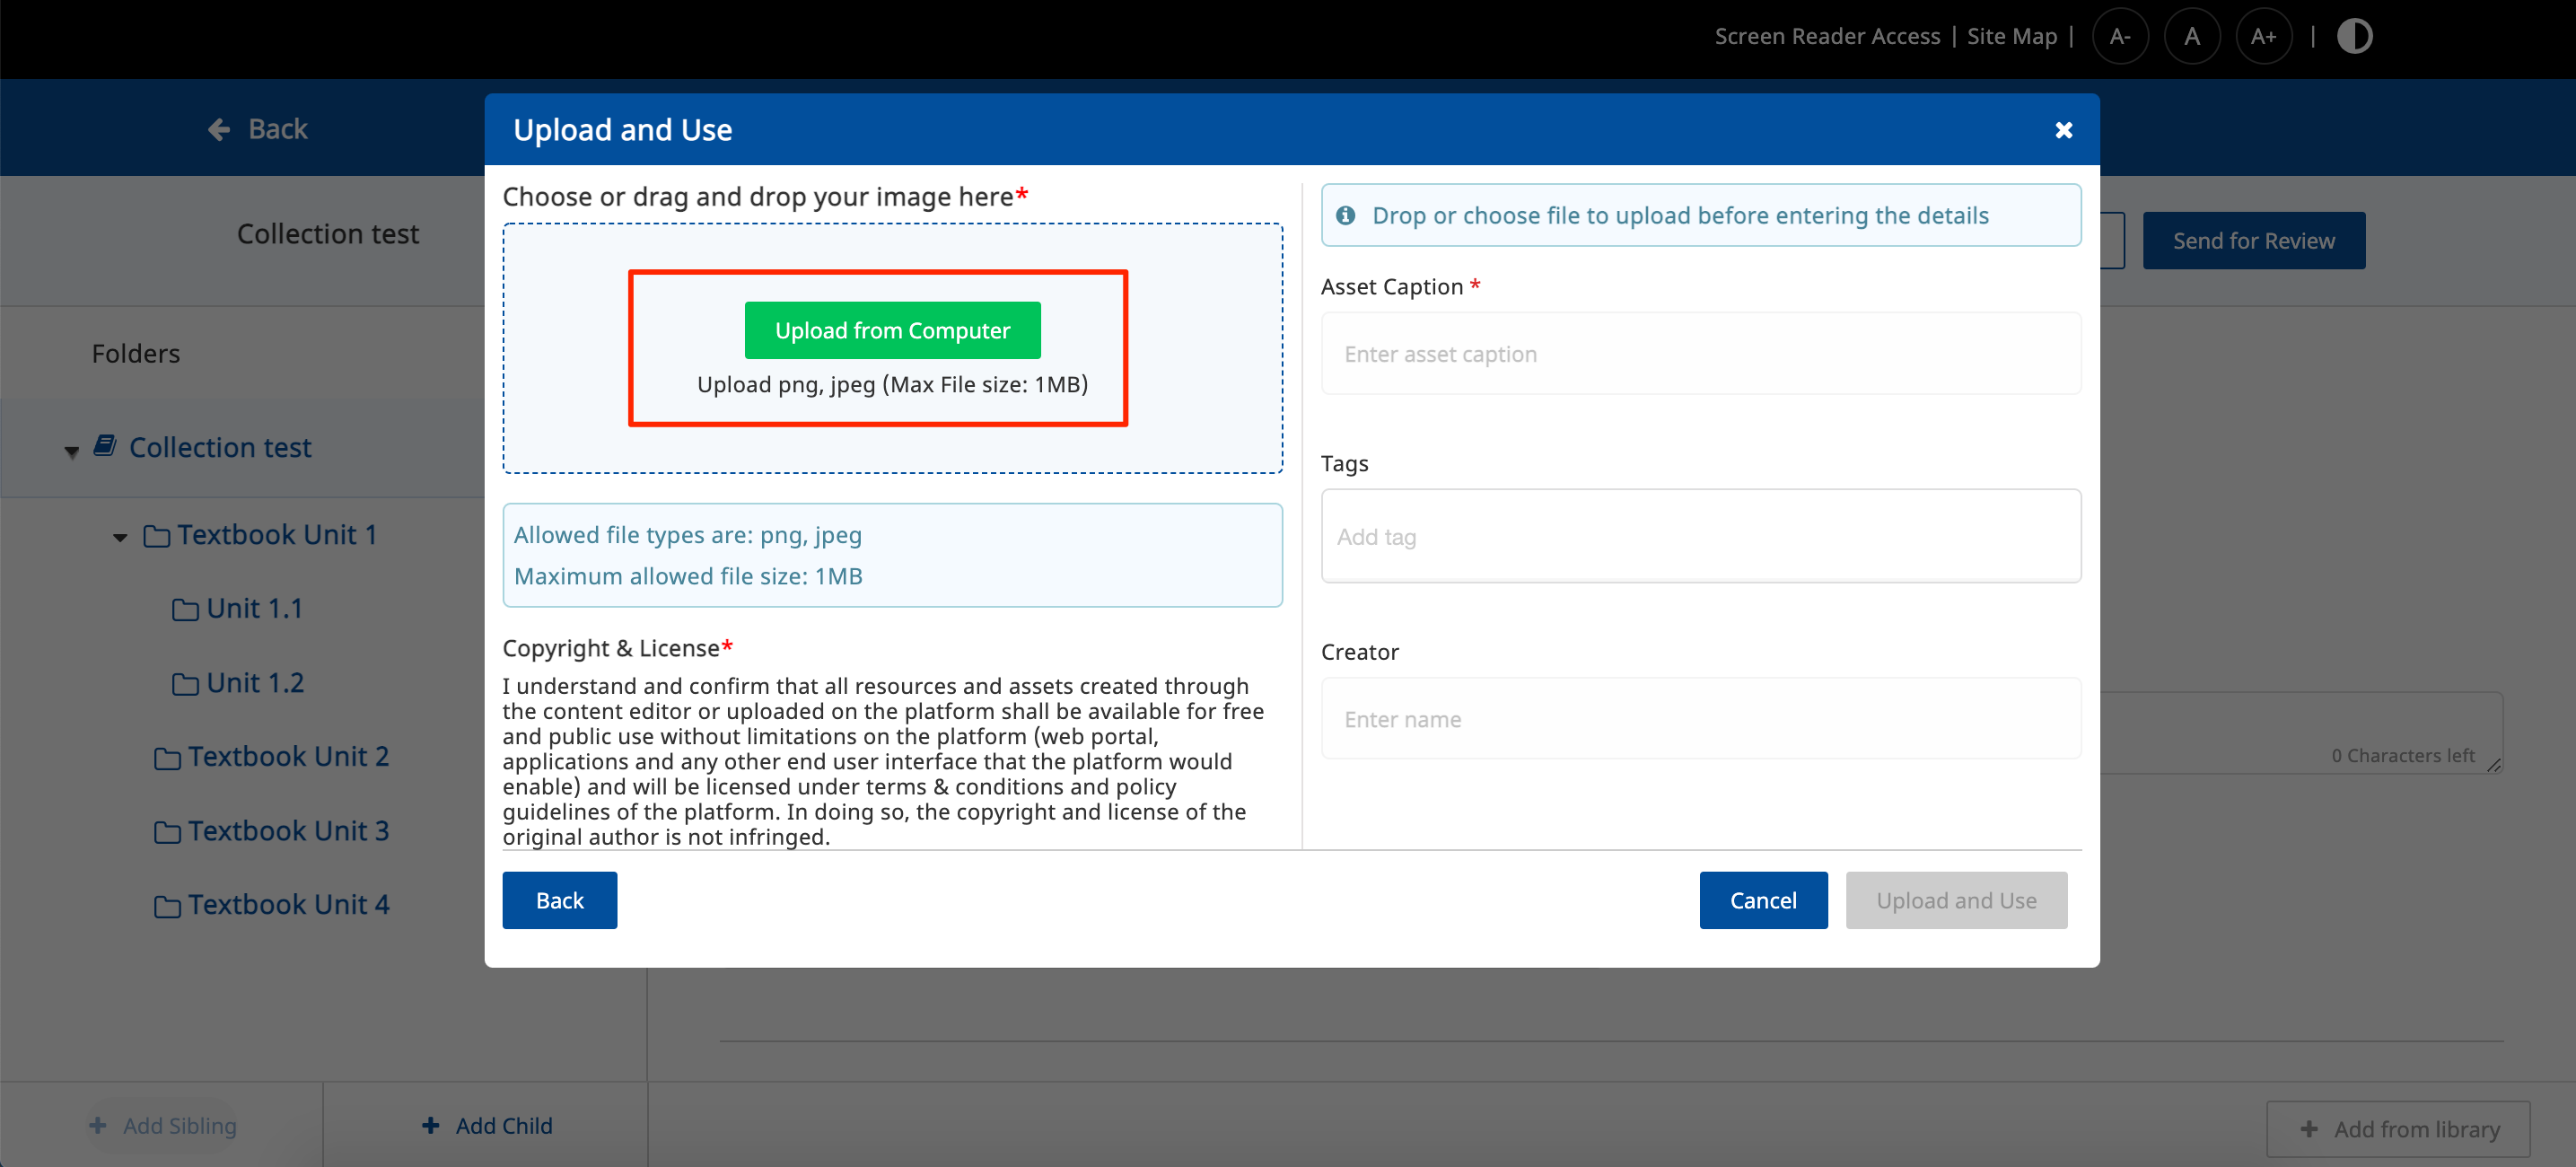 Screen Reader Access | Site Map | A- A A+ |
Back
Upload and Use
Collection test
Send for Review
Folders
Collection test
Textbook Unit 1
Unit 1.1
Unit 1.2
Textbook Unit 2
Textbook Unit 3
Textbook Unit 4
Choose or drag and drop your image here*
Upload from Computer
Upload png, jpeg (Max File size: 1MB)
Allowed file types are: png, jpeg
Maximum allowed file size: 1MB
Copyright & License*
I understand and confirm that all resources and assets created through
the content editor or uploaded on the platform shall be available for free
and public use without limitations on the platform (web portal,
applications and any other end user interface that the platform would
enable) and will be licensed under terms & conditions and policy
guidelines of the platform. In doing so, the copyright and license of the
original author is not infringed.
Drop or choose file to upload before entering the details
Asset Caption *
Enter asset caption
Tags
Add tag
Creator
Enter name
0 Characters left
Back
Cancel
Upload and Use
+ Add Sibling
+ Add Child
+ Add from library